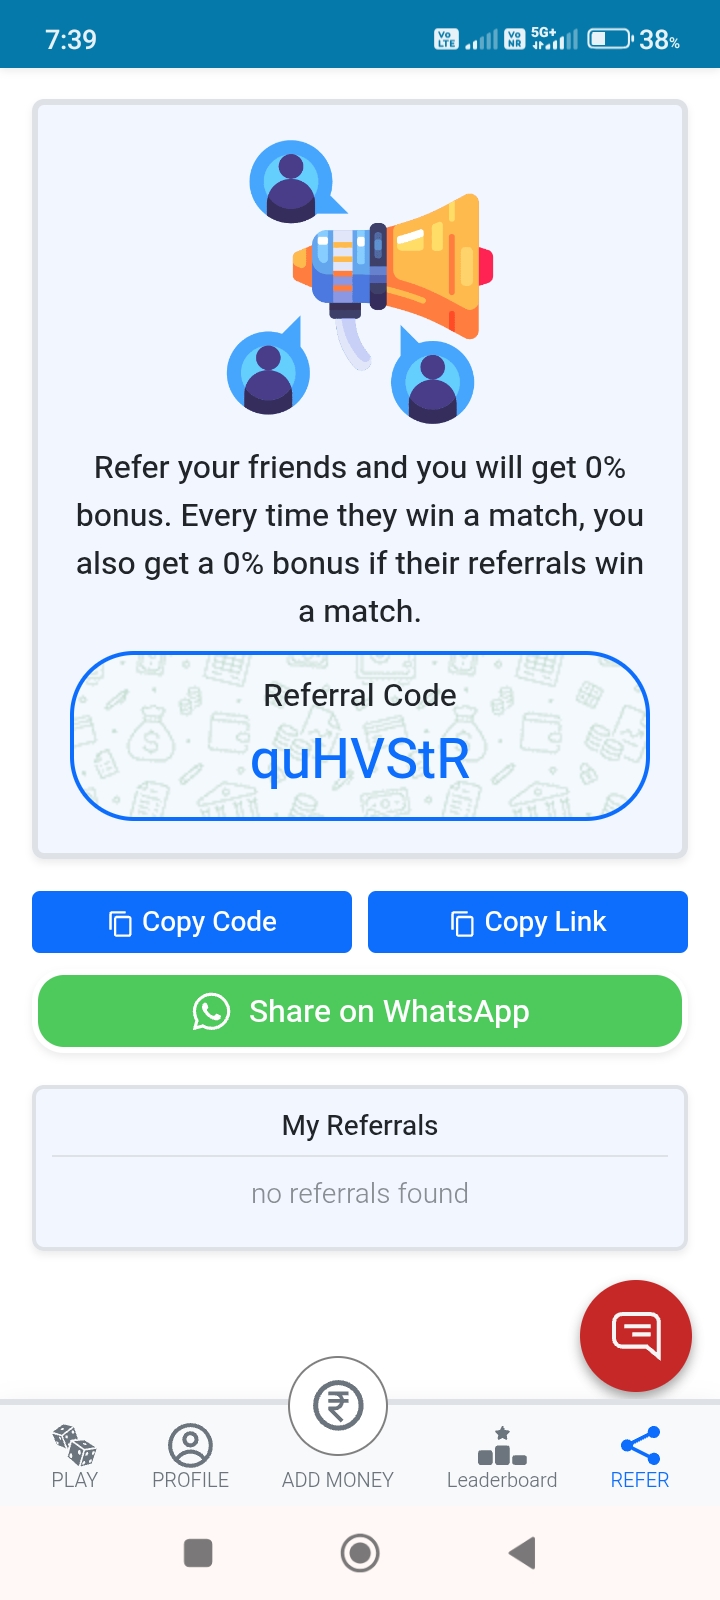 7:39
Vo LTE
Vo NR
5G+
38%
Refer your friends and you will get 0%
bonus. Every time they win a match, you
also get a 0% bonus if their referrals win
a match.
Referral Code
quHVStR
Copy Code
Copy Link
Share on WhatsApp
My Referrals
no referrals found
PLAY
PROFILE
ADD MONEY
Leaderboard
REFER